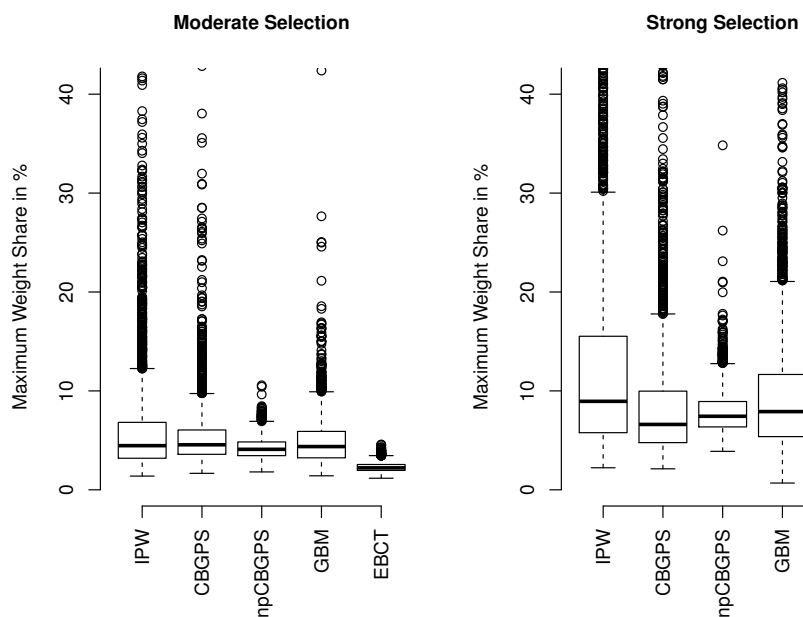 Moderate Selection
Maximum Weight Share in %
0
10
20
30
40
IPW
CBGPS
npCBGPS
GBM
EBCT
Strong Selection
Maximum Weight Share in %
0
10
20
30
40
IPW
CBGPS
npCBGPS
GBM